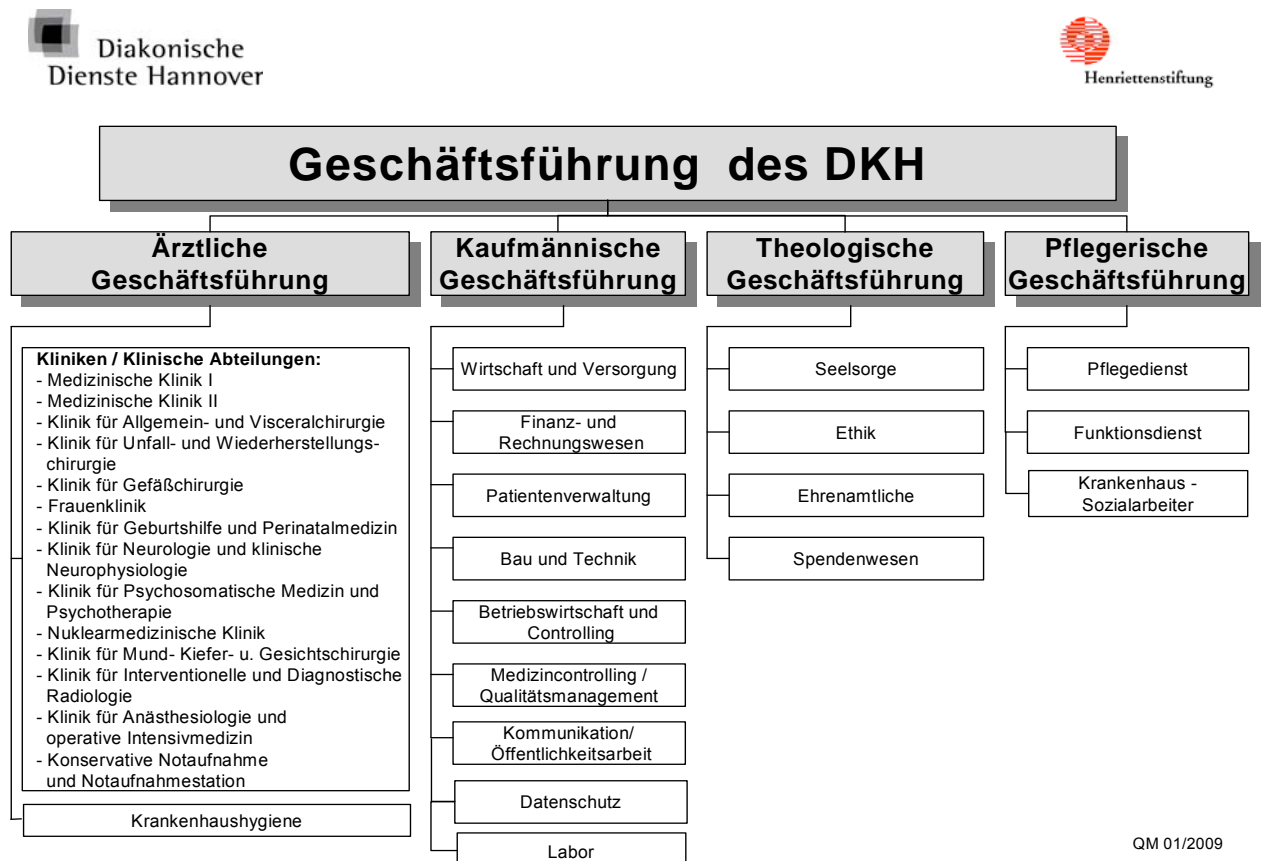 Diakonische
Dienste Hannover
Henriettenstiftung
Geschäftsführung des DKH
Ärztliche
Geschäftsführung
Kliniken / Klinische Abteilungen:
- Medizinische Klinik I
- Medizinische Klinik II
- Klinik für Allgemein- und Visceralchirurgie
- Klinik für Unfall- und Wiederherstellungs-
chirurgie
- Klinik für Gefäßchirurgie
- Frauenklinik
- Klinik für Geburtshilfe und Perinatalmedizin
- Klinik für Neurologie und klinische
Neurophysiologie
- Klinik für Psychosomatische Medizin und
Psychotherapie
- Nuklearmedizinische Klinik
- Klinik für Mund- Kiefer- u. Gesichtschirurgie
- Klinik für Interventionelle und Diagnostische
Radiologie
- Klinik für Anästhesiologie und
operative Intensivmedizin
- Konservative Notaufnahme
und Notaufnahmestation
Krankenhaushygiene
Kaufmännische
Geschäftsführung
Wirtschaft und Versorgung
Finanz- und
Rechnungswesen
Patientenverwaltung
Bau und Technik
Betriebswirtschaft und
Controlling
Medizincontrolling /
Qualitätsmanagement
Kommunikation/
Öffentlichkeitsarbeit
Datenschutz
Labor
Theologische
Geschäftsführung
Seelsorge
Ethik
Ehrenamtliche
Spendenwesen
Pflegerische
Geschäftsführung
Pflegedienst
Funktionsdienst
Krankenhaus -
Sozialarbeiter
QM 01/2009